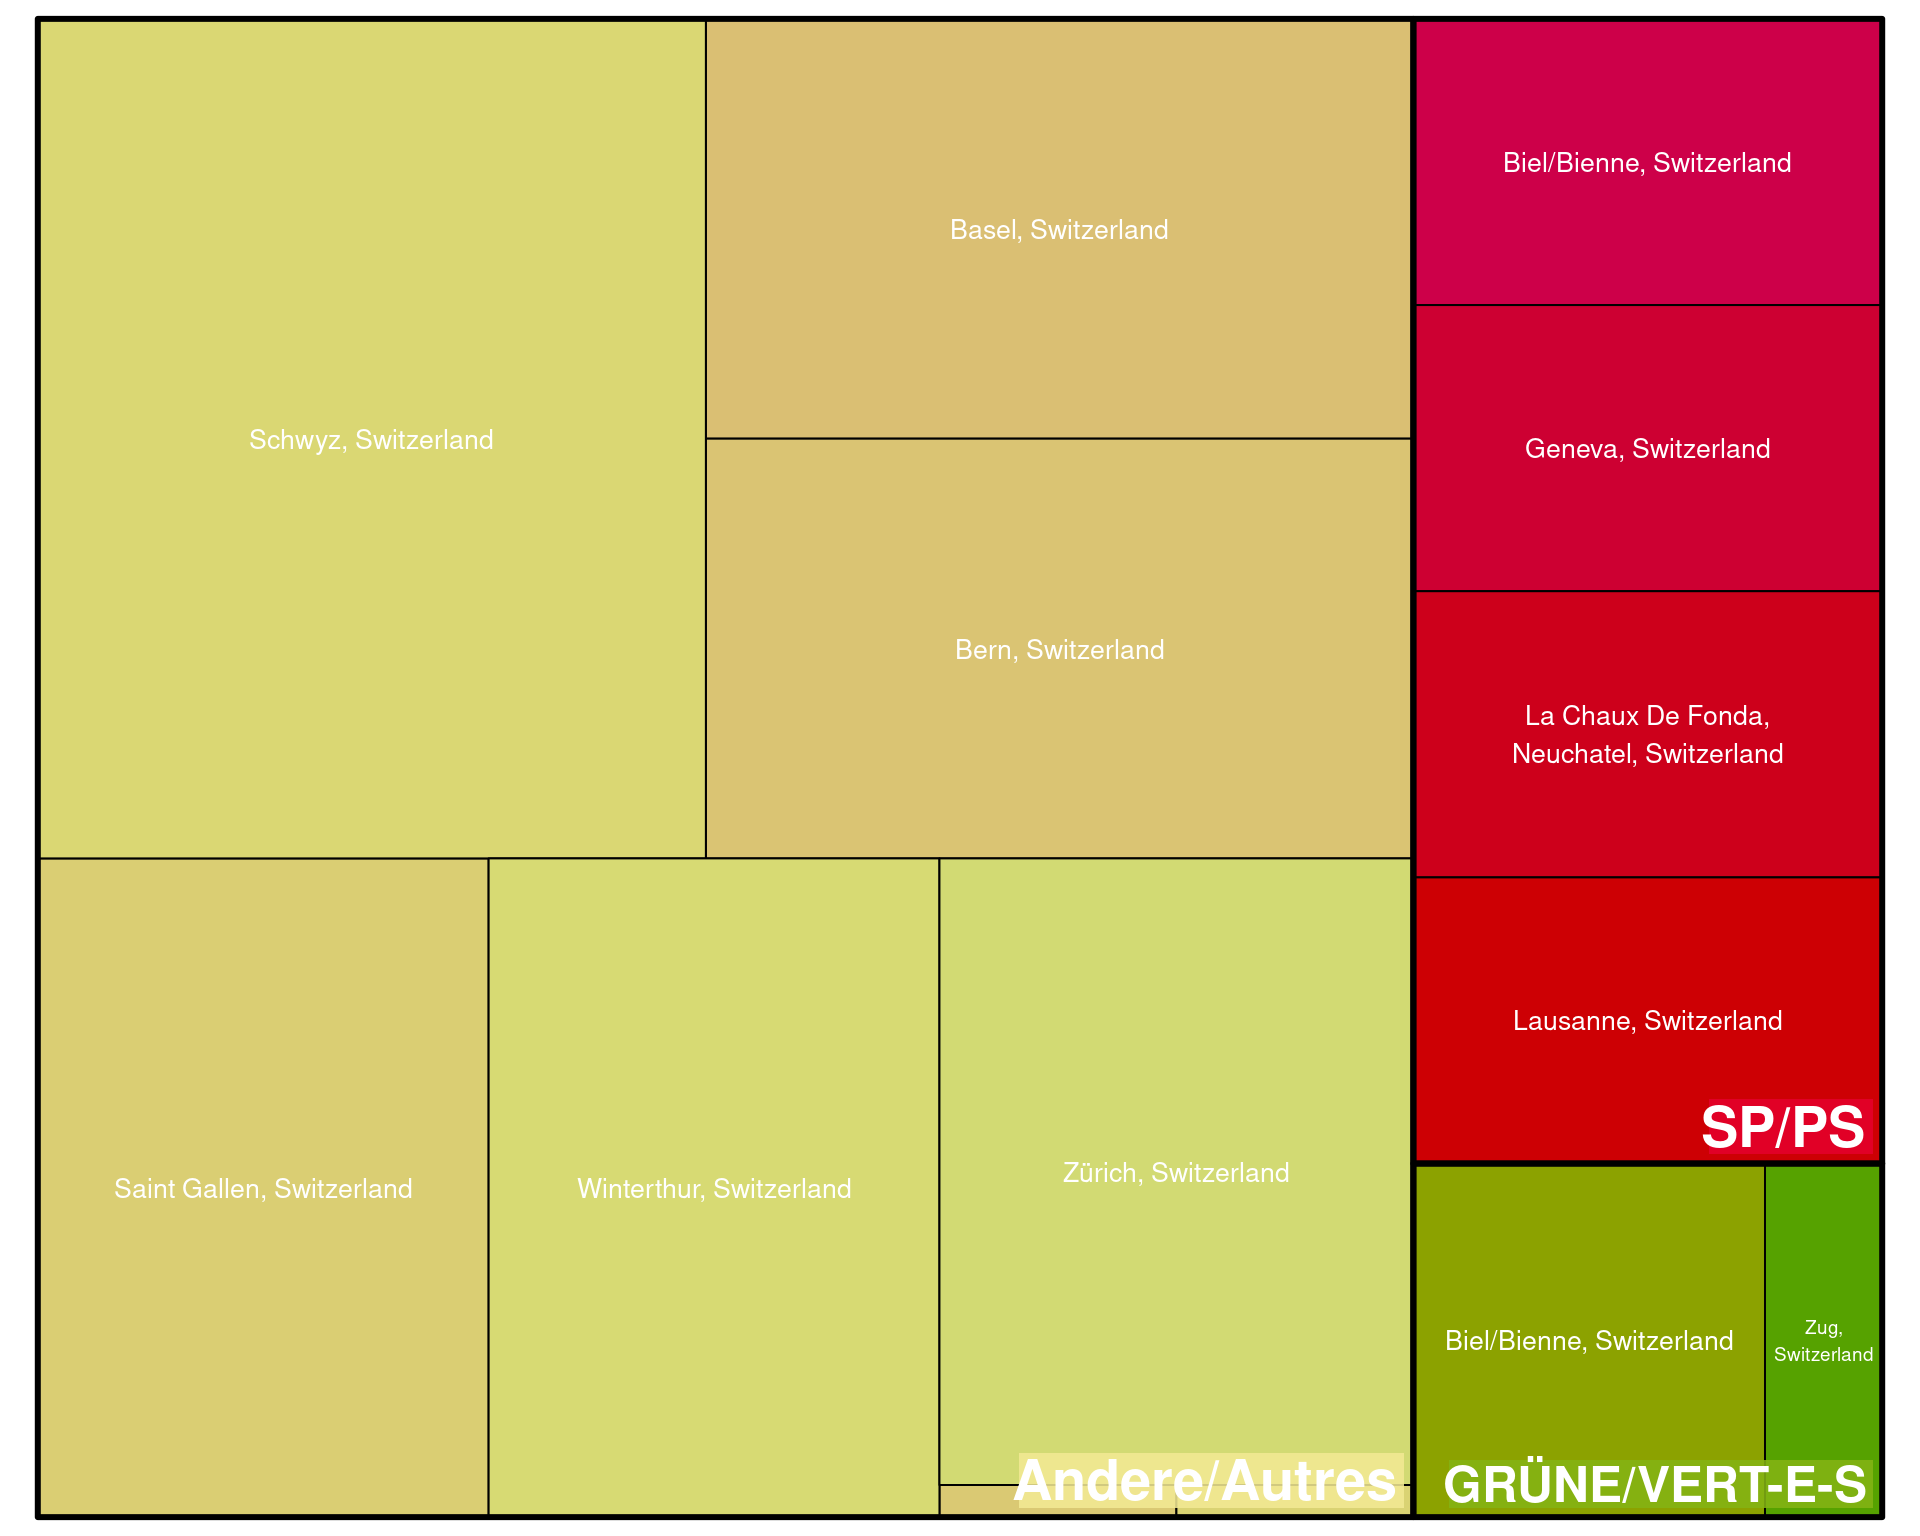 Schwyz, Switzerland
Basel, Switzerland
Bern, Switzerland
Saint Gallen, Switzerland
Winterthur, Switzerland
Zürich, Switzerland
Andere/Autres
Biel/Bienne, Switzerland
Geneva, Switzerland
La Chaux De Fonda,
Neuchatel, Switzerland
Lausanne, Switzerland
SP/PS
Biel/Bienne, Switzerland
Zug,
Switzerland
GRÜNE/VERT-E-S